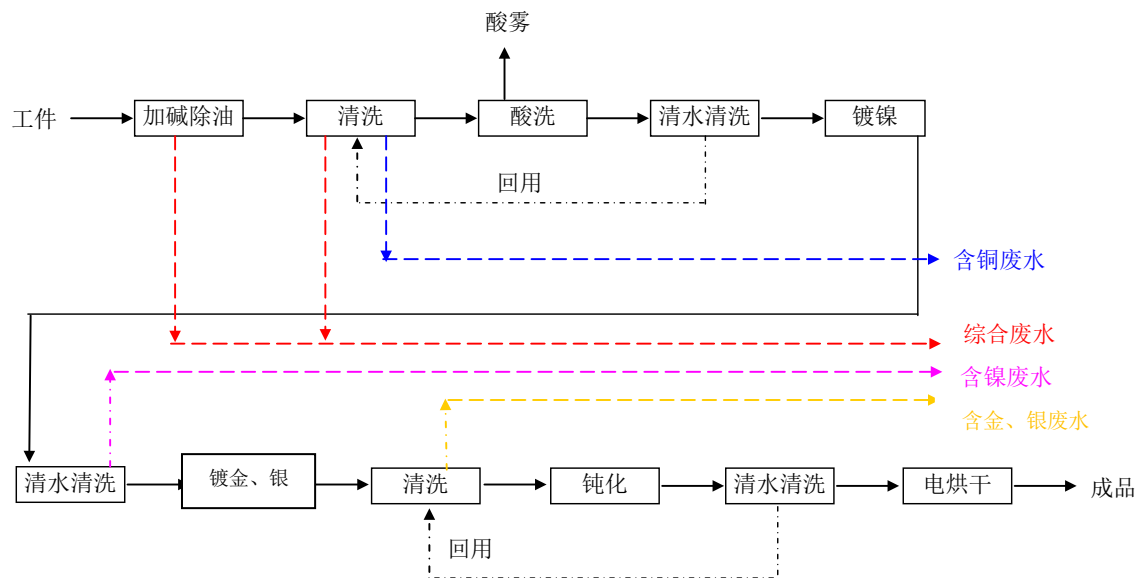 酸雾
工件
加碱除油
清洗
酸洗
清水清洗
镀镍
回用
含铜废水
综合废水
含镍废水
含金、银废水
清水清洗
镀金、银
清洗
钝化
清水清洗
电烘干
成品
回用